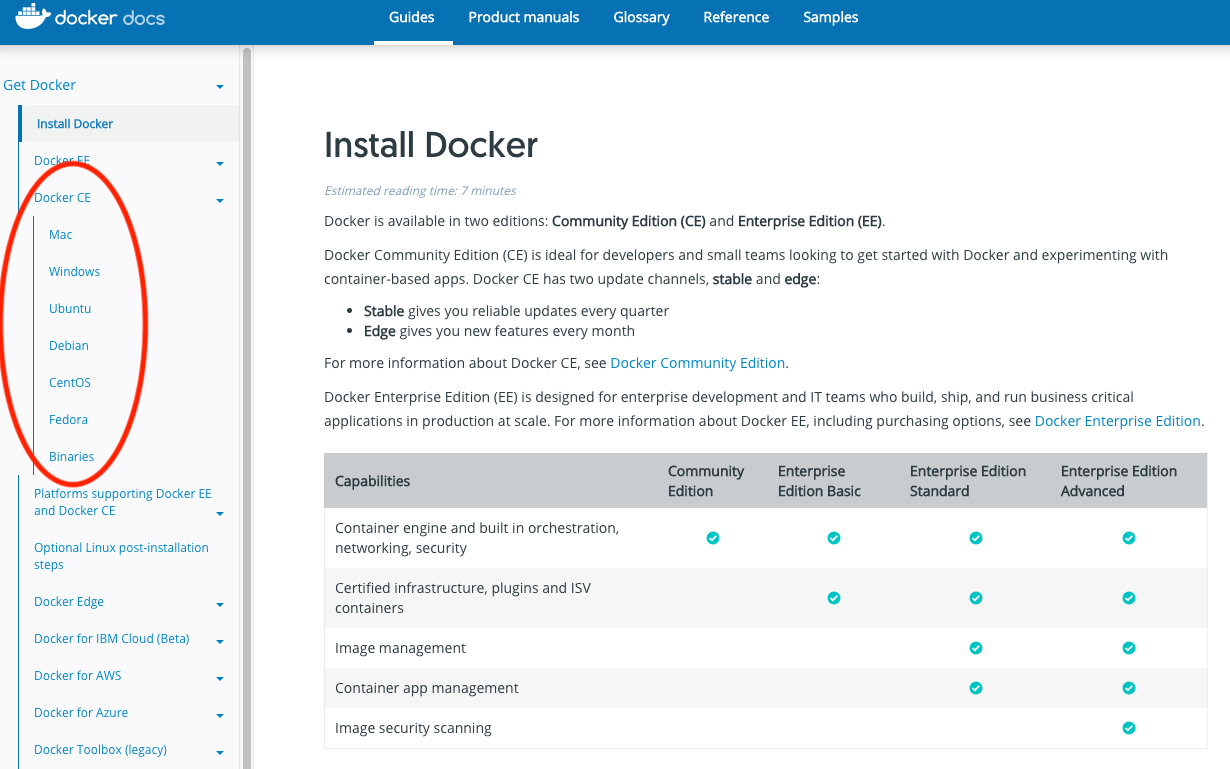 docker docs
Guides
Product manuals
Glossary
Reference
Samples
Get Docker
Install Docker
Docker EE
Docker CE
Mac
Windows
Ubuntu
Debian
CentOS
Fedora
Binaries
Platforms supporting Docker EE
and Docker CE
Optional Linux post-installation
steps
Docker Edge
Docker for IBM Cloud (Beta)
Docker for AWS
Docker for Azure
Docker Toolbox (legacy)
Install Docker
Estimated reading time: 7 minutes
Docker is available in two editions: Community Edition (CE) and Enterprise Edition (EE).
Docker Community Edition (CE) is ideal for developers and small teams looking to get started with Docker and experimenting with
container-based apps. Docker CE has two update channels, stable and edge:
• Stable gives you reliable updates every quarter
• Edge gives you new features every month
For more information about Docker CE, see Docker Community Edition.
Docker Enterprise Edition (EE) is designed for enterprise development and IT teams who build, ship, and run business critical
applications in production at scale. For more information about Docker EE, including purchasing options, see Docker Enterprise Edition.
Capabilities
Community
Edition
Enterprise
Edition Basic
Enterprise Edition
Standard
Enterprise Edition
Advanced
Container engine and built in orchestration,
networking, security
Certified infrastructure, plugins and ISV
containers
Image management
Container app management
Image security scanning